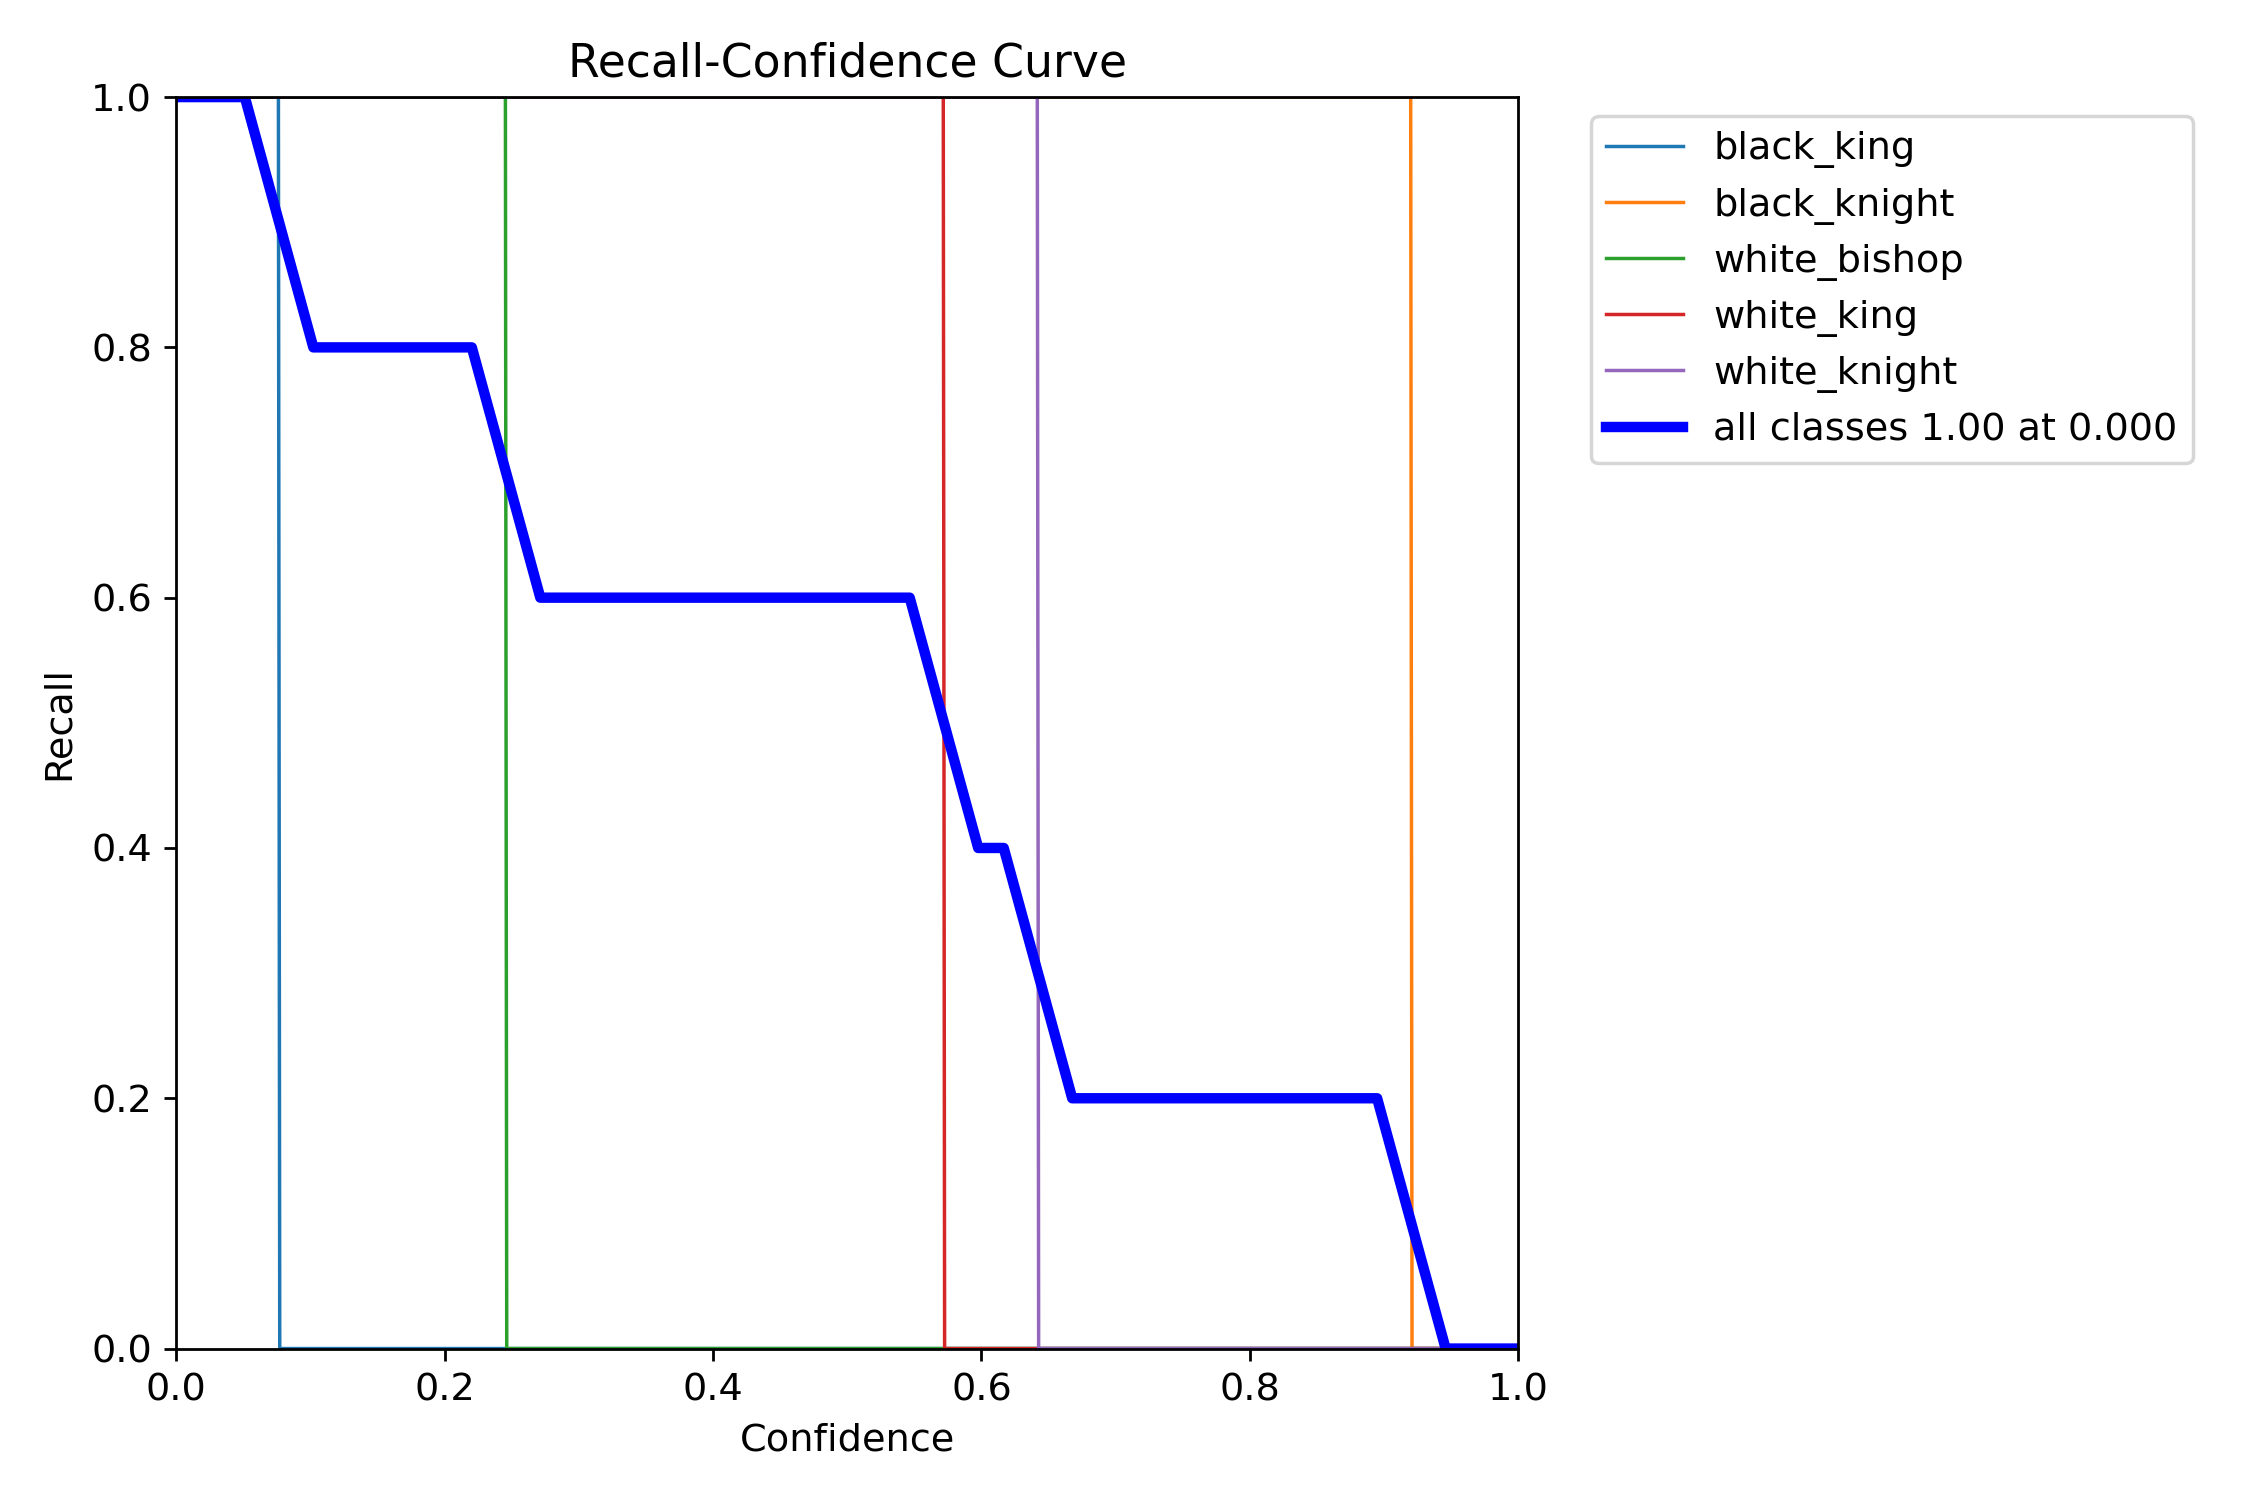 Recall-Confidence Curve
1.0
0.8
0.6
0.4
0.2
0.0
Recall
0.0 0.2 0.4 0.6 0.8 1.0
Confidence
black_king
black_knight
white_bishop
white_king
white_knight
all classes 1.00 at 0.000